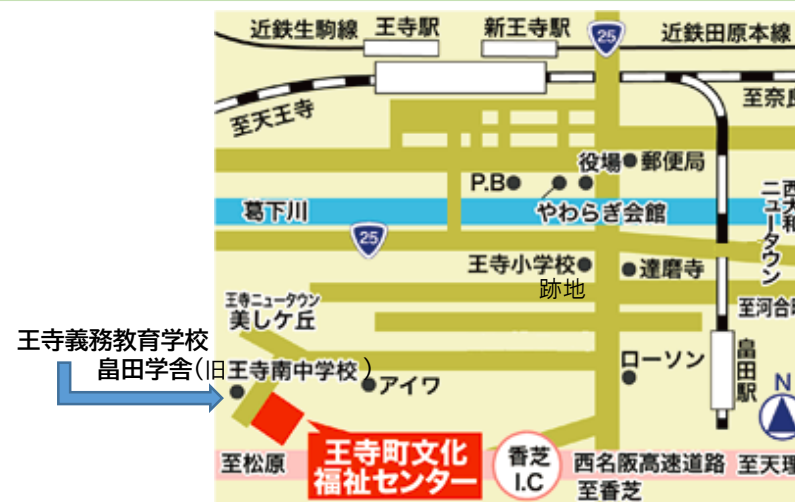 近鉄生駒線
王寺駅
新王寺駅
25
近鉄田原本線
至天王寺
至奈良
役場
郵便局
P.B
葛下川
やわらぎ会館
西大和
ニュータウン
25
王寺小学校
跡地
達磨寺
王寺ニュータウン
美しケ丘
至河合町
王寺義務教育学校
畠田学舎(旧王寺南中学校)
アイワ
ローソン
畠田駅
N
王寺町文化
福祉センター
至松原
香芝
I.C
西名阪高速道路
至天理
至香芝